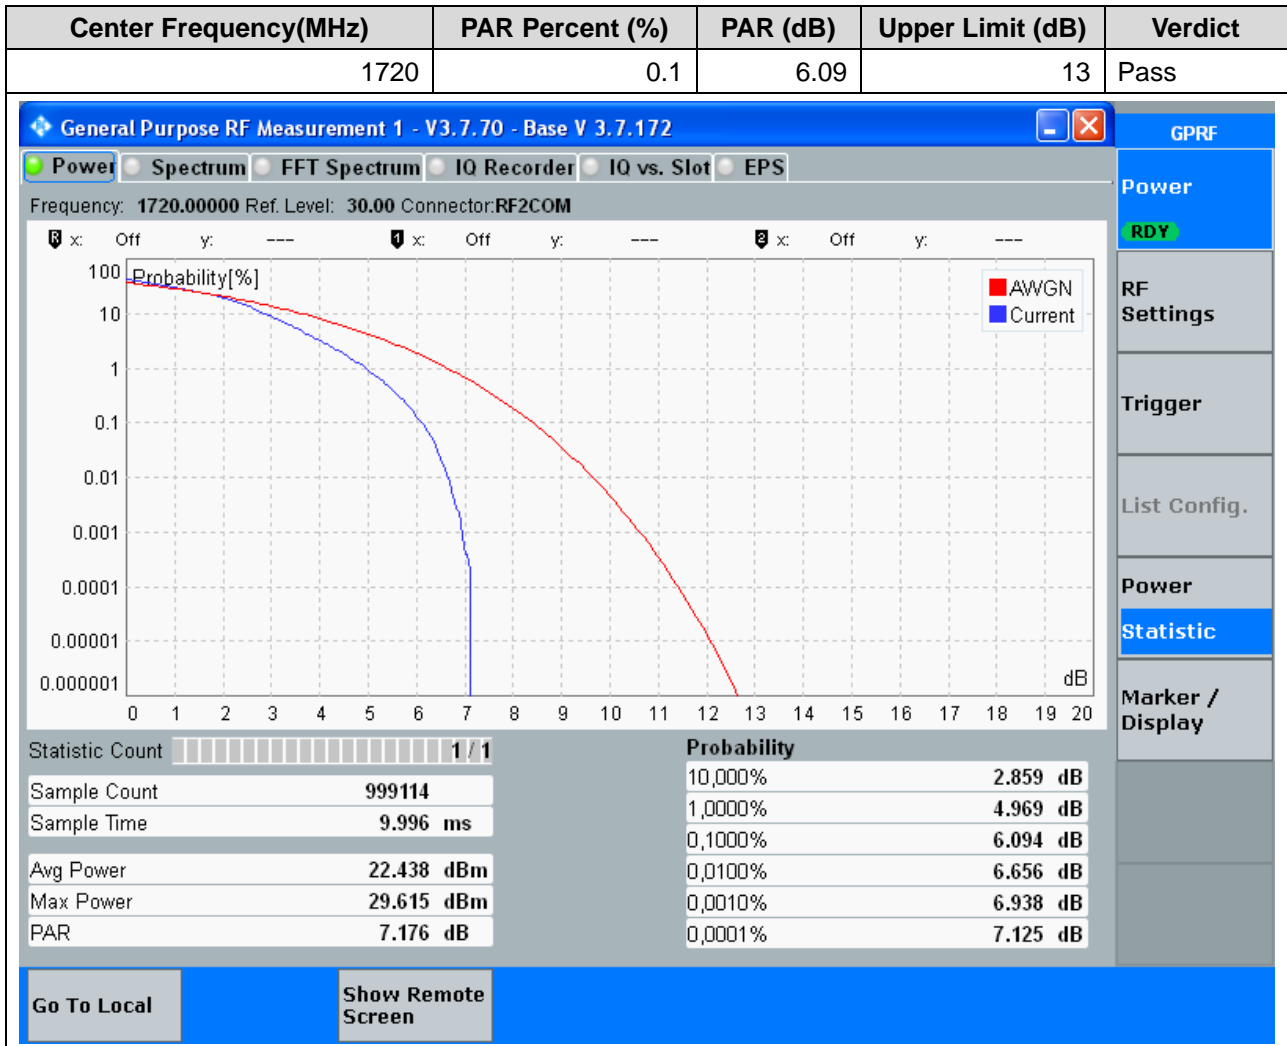 Center Frequency(MHz) PAR Percent (%) PAR (dB) Upper Limit (dB) Verdict
1720 0.1 6.09 13 Pass
General Purpose RF Measurement 1 - V3.7.70 - Base V 3.7.172
GPRF
Power Spectrum FFT Spectrum IQ Recorder IQ vs. Slot EPS
Frequency: 1720.00000 Ref. Level: 30.00 Connector:RF2COM
R x: Off y: --- 1 x: Off y: --- 2 x: Off y: ---
Probability[%]
AWGN
Current
100
10
1
0.1
0.01
0.001
0.0001
0.00001
0.000001
dB
0 1 2 3 4 5 6 7 8 9 10 11 12 13 14 15 16 17 18 19 20
Statistic Count 1 / 1
Sample Count 999114
Sample Time 9.996 ms
Avg Power 22.438 dBm
Max Power 29.615 dBm
PAR 7.176 dB
Probability
10,000% 2.859 dB
1,0000% 4.969 dB
0,1000% 6.094 dB
0,0100% 6.656 dB
0,0010% 6.938 dB
0,0001% 7.125 dB
Power
RDY
RF
Settings
Trigger
List Config.
Power
Statistic
Marker /
Display
Go To Local
Show Remote
Screen